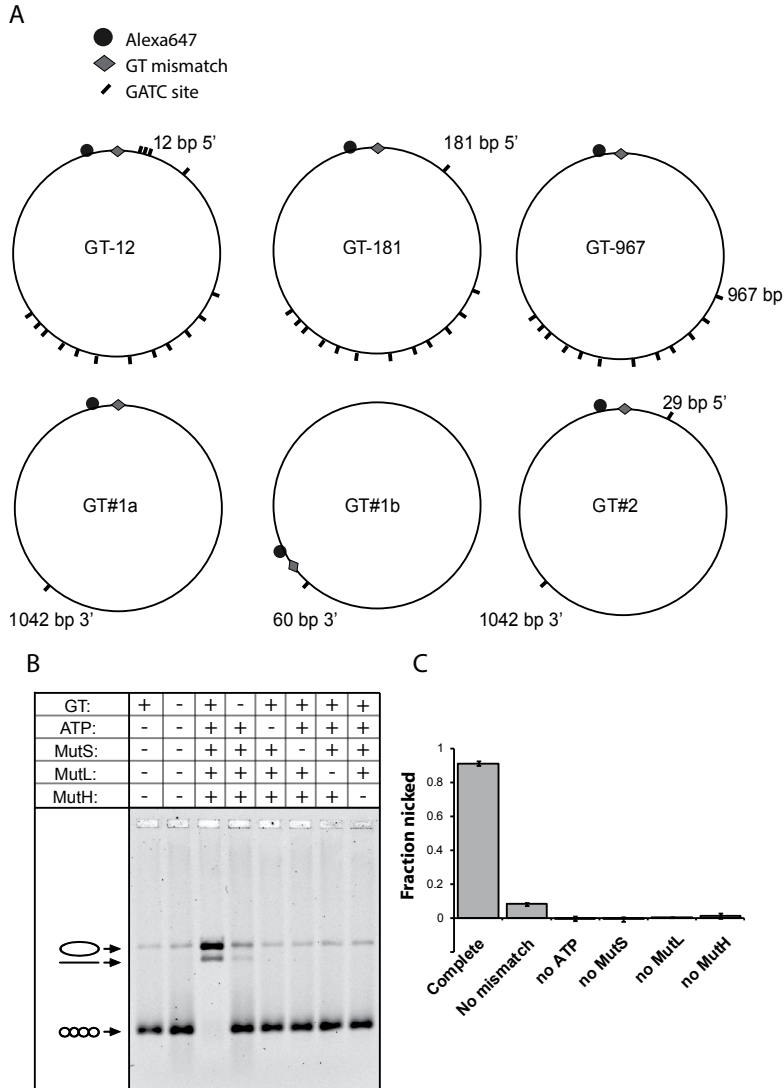 A
Alexa647
GT mismatch
GATC site
12 bp 5’
GT-12
181 bp 5’
GT-181
967 bp
GT-967
GT#1a
1042 bp 3’
GT#1b
60 bp 3’
29 bp 5’
GT#2
1042 bp 3’
B
GT: + - + - + + + +
ATP: - - + + - + + +
MutS: - - + + + - + +
MutL: - - + + + + - +
MutH: - - + + + + + -
C
Fraction nicked
1
0.8
0.6
0.4
0.2
0
Complete
No mismatch
no ATP
no MutS
no MutL
no MutH